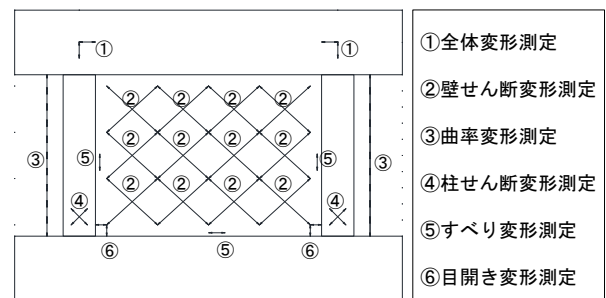 ① ①
② ② ② ②
② ② ② ②
③ ⑤ ⑤ ③
② ② ② ②
④ ④
⑥ ⑤ ⑥
①全体変形測定
②壁せん断変形測定
③曲率変形測定
④柱せん断変形測定
⑤すべり変形測定
⑥目開き変形測定